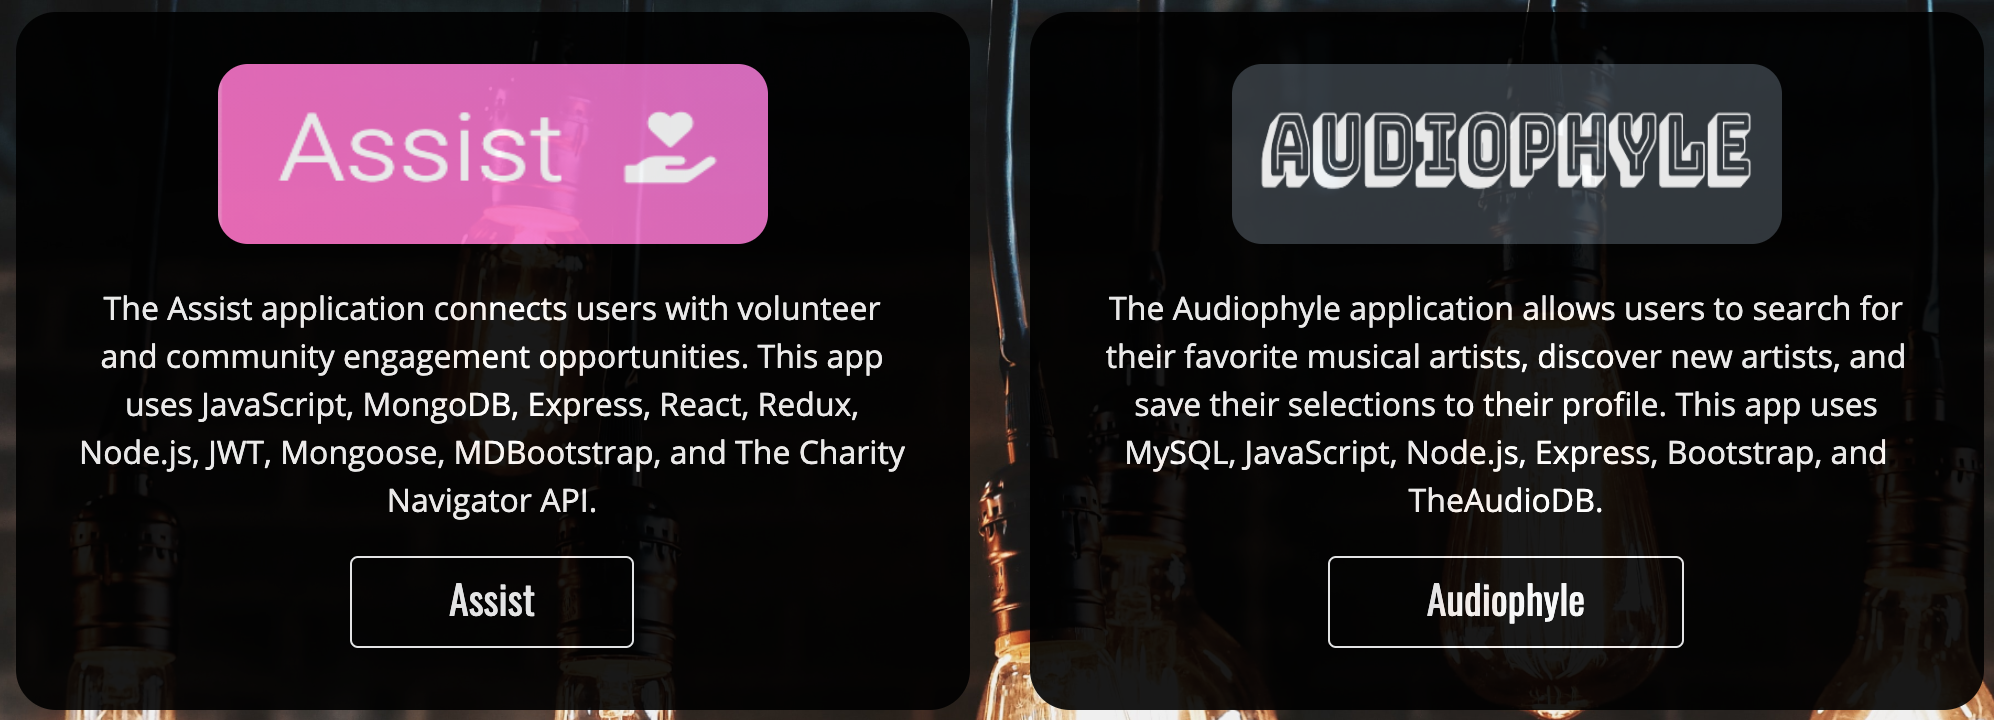 Assist
The Assist application connects users with volunteer
and community engagement opportunities. This app
uses JavaScript, MongoDB, Express, React, Redux,
Node.js, JWT, Mongoose, MDBootstrap, and The Charity
Navigator API.
Assist
AUDIOPHYLE
The Audiophyle application allows users to search for
their favorite musical artists, discover new artists, and
save their selections to their profile. This app uses
MySQL, JavaScript, Node.js, Express, Bootstrap, and
TheAudioDB.
Audiophyle